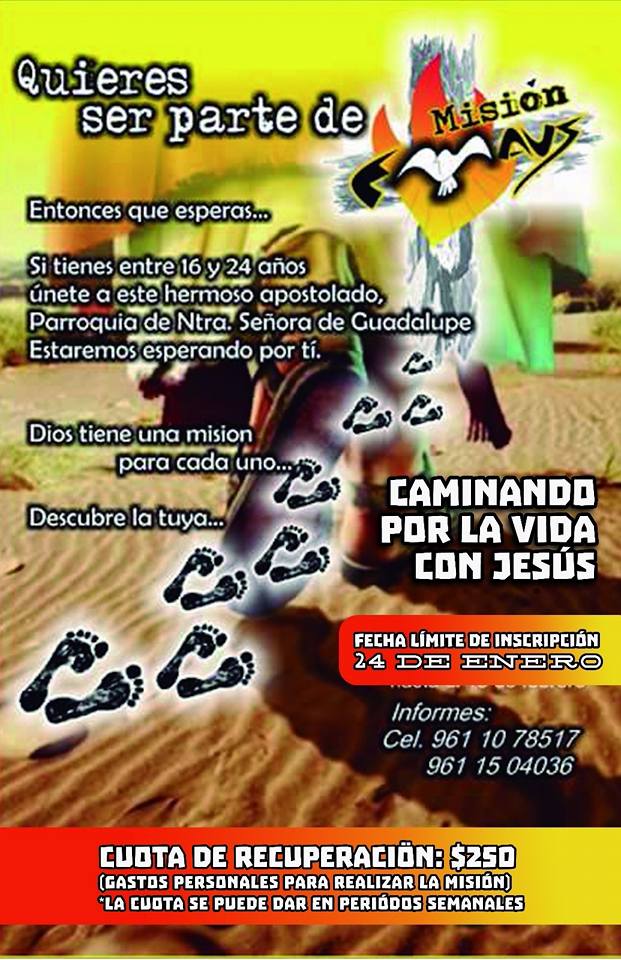 Quieres
ser parte de
Misión
EMAUS
Entonces que esperas...
Si tienes entre 16 y 24 años
únete a este hermoso apostolado,
Parroquia de Ntra. Señora de Guadalupe
Estaremos esperando por tí.
Dios tiene una mision
para cada uno...
Descubre la tuya...
CAMINANDO
POR LA VIDA
CON JESÚS
FECHA LÍMITE DE INSCRIPCIÓN
24 DE ENERO
Informes:
Cel. 961 10 78517
961 15 04036
CUOTA DE RECUPERACIÖN: $250
(GASTOS PERSONALES PARA REALIZAR LA MISIÓN)
*LA CUOTA SE PUEDE DAR EN PERIÓDOS SEMANALES